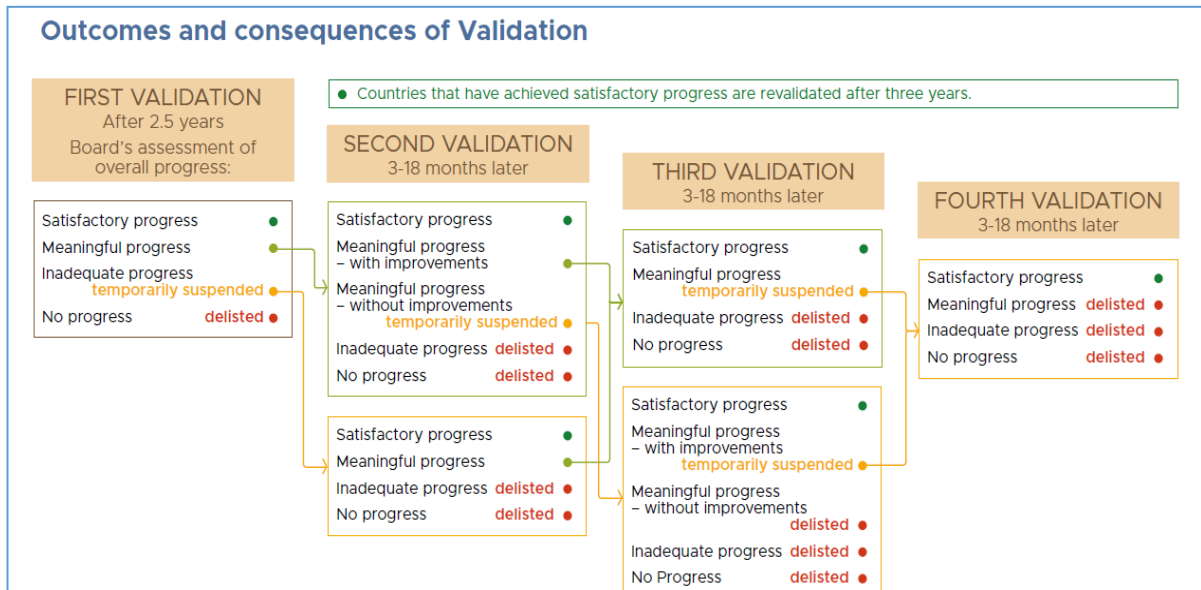 Outcomes and consequences of Validation
FIRST VALIDATION
After 2.5 years
Board's assessment of
overall progress:
Satisfactory progress
Meaningful progress
Inadequate progress
temporarily suspended
No progress delisted
Countries that have achieved satisfactory progress are revalidated after three years.
SECOND VALIDATION
3-18 months later
Satisfactory progress
Meaningful progress
– with improvements
Meaningful progress
– without improvements
temporarily suspended
Inadequate progress delisted
No progress delisted
Satisfactory progress
Meaningful progress
Inadequate progress delisted
No progress delisted
THIRD VALIDATION
3-18 months later
Satisfactory progress
Meaningful progress
temporarily suspended
Inadequate progress delisted
No progress delisted
Satisfactory progress
Meaningful progress
– with improvements
temporarily suspended
Meaningful progress
– without improvements
delisted
Inadequate progress delisted
No Progress delisted
FOURTH VALIDATION
3-18 months later
Satisfactory progress
Meaningful progress delisted
Inadequate progress delisted
No progress delisted